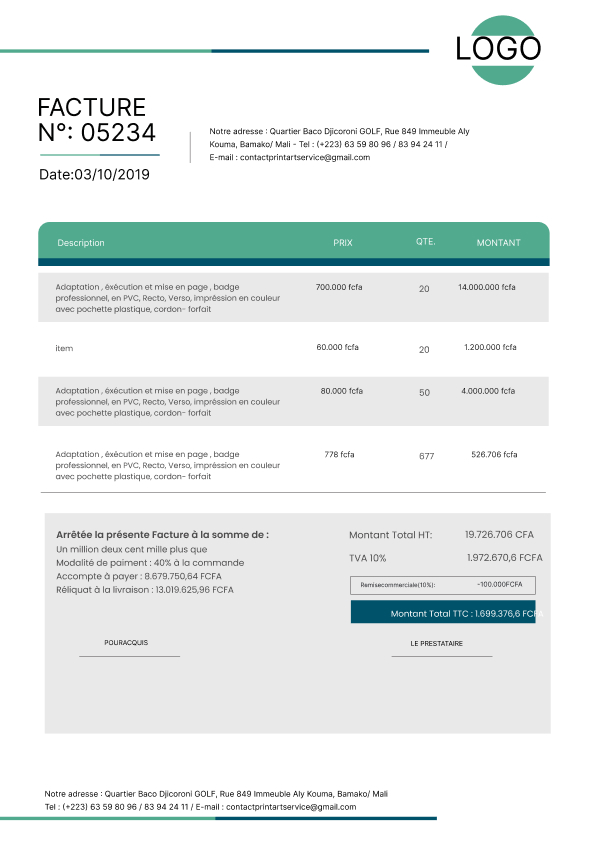 LOGO
FACTURE
N°: 05234
Date:03/10/2019
Notre adresse : Quartier Baco Djicoroni GOLF, Rue 849 Immeuble Aly
Kouma, Bamako/ Mali - Tel : (+223) 63 59 80 96 / 83 94 24 11 /
E-mail : contactprintartservice@gmail.com
Description PRIX QTE. MONTANT
Adaptation , éxécution et mise en page , badge
professionnel, en PVC, Recto, Verso, impréssion en couleur
avec pochette plastique, cordon- forfait
700.000 fcfa 20 14.000.000 fcfa
item 60.000 fcfa 20 1.200.000 fcfa
Adaptation , éxécution et mise en page , badge
professionnel, en PVC, Recto, Verso, impréssion en couleur
avec pochette plastique, cordon- forfait
80.000 fcfa 50 4.000.000 fcfa
Adaptation , éxécution et mise en page , badge
professionnel, en PVC, Recto, Verso, impréssion en couleur
avec pochette plastique, cordon- forfait
778 fcfa 677 526.706 fcfa
Arrêtée la présente Facture à la somme de :
Un million deux cent mille plus que
Modalité de paiment : 40% à la commande
Accompte à payer : 8.679.750,64 FCFA
Réliquat à la livraison : 13.019.625,96 FCFA
Montant Total HT: 19.726.706 CFA
TVA 10% 1.972.670,6 FCFA
Remisecommerciale(10%): -100.000FCFA
Montant Total TTC : 1.699.376,6 FCFA
POURACQUIS
LE PRESTATAIRE
Notre adresse : Quartier Baco Djicoroni GOLF, Rue 849 Immeuble Aly Kouma, Bamako/ Mali
Tel : (+223) 63 59 80 96 / 83 94 24 11 / E-mail : contactprintartservice@gmail.com